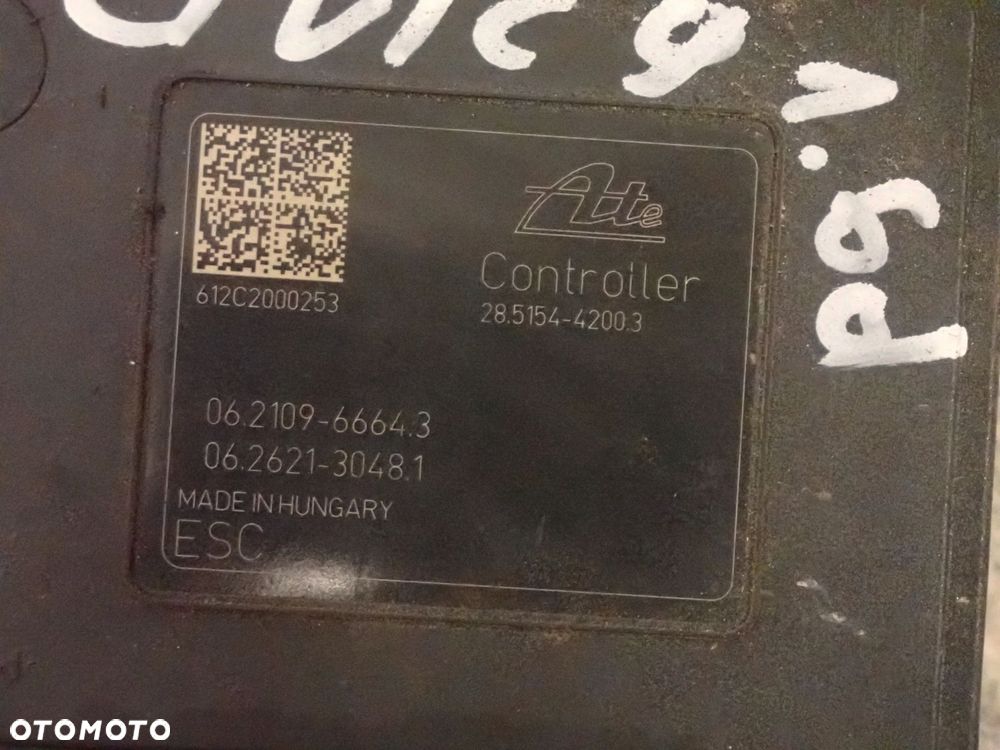 Ate
Controller
28.5154-4200.3
612C2000253
06.2109-6664.3
06.2621-3048.1
MADE IN HUNGARY
ESC
OTOMOTO